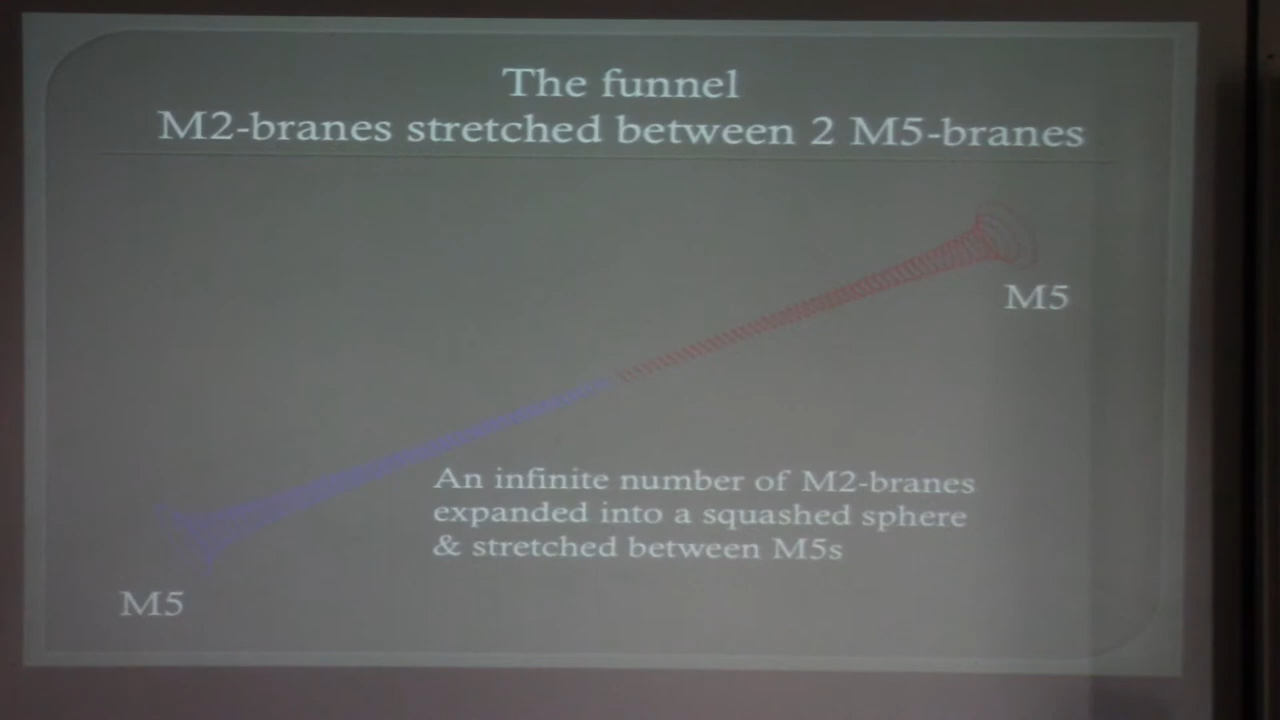 The funnel
M2-branes stretched between 2 M5-branes
M5
An infinite number of M2-branes
expanded into a squashed sphere
& stretched between M5s
M5